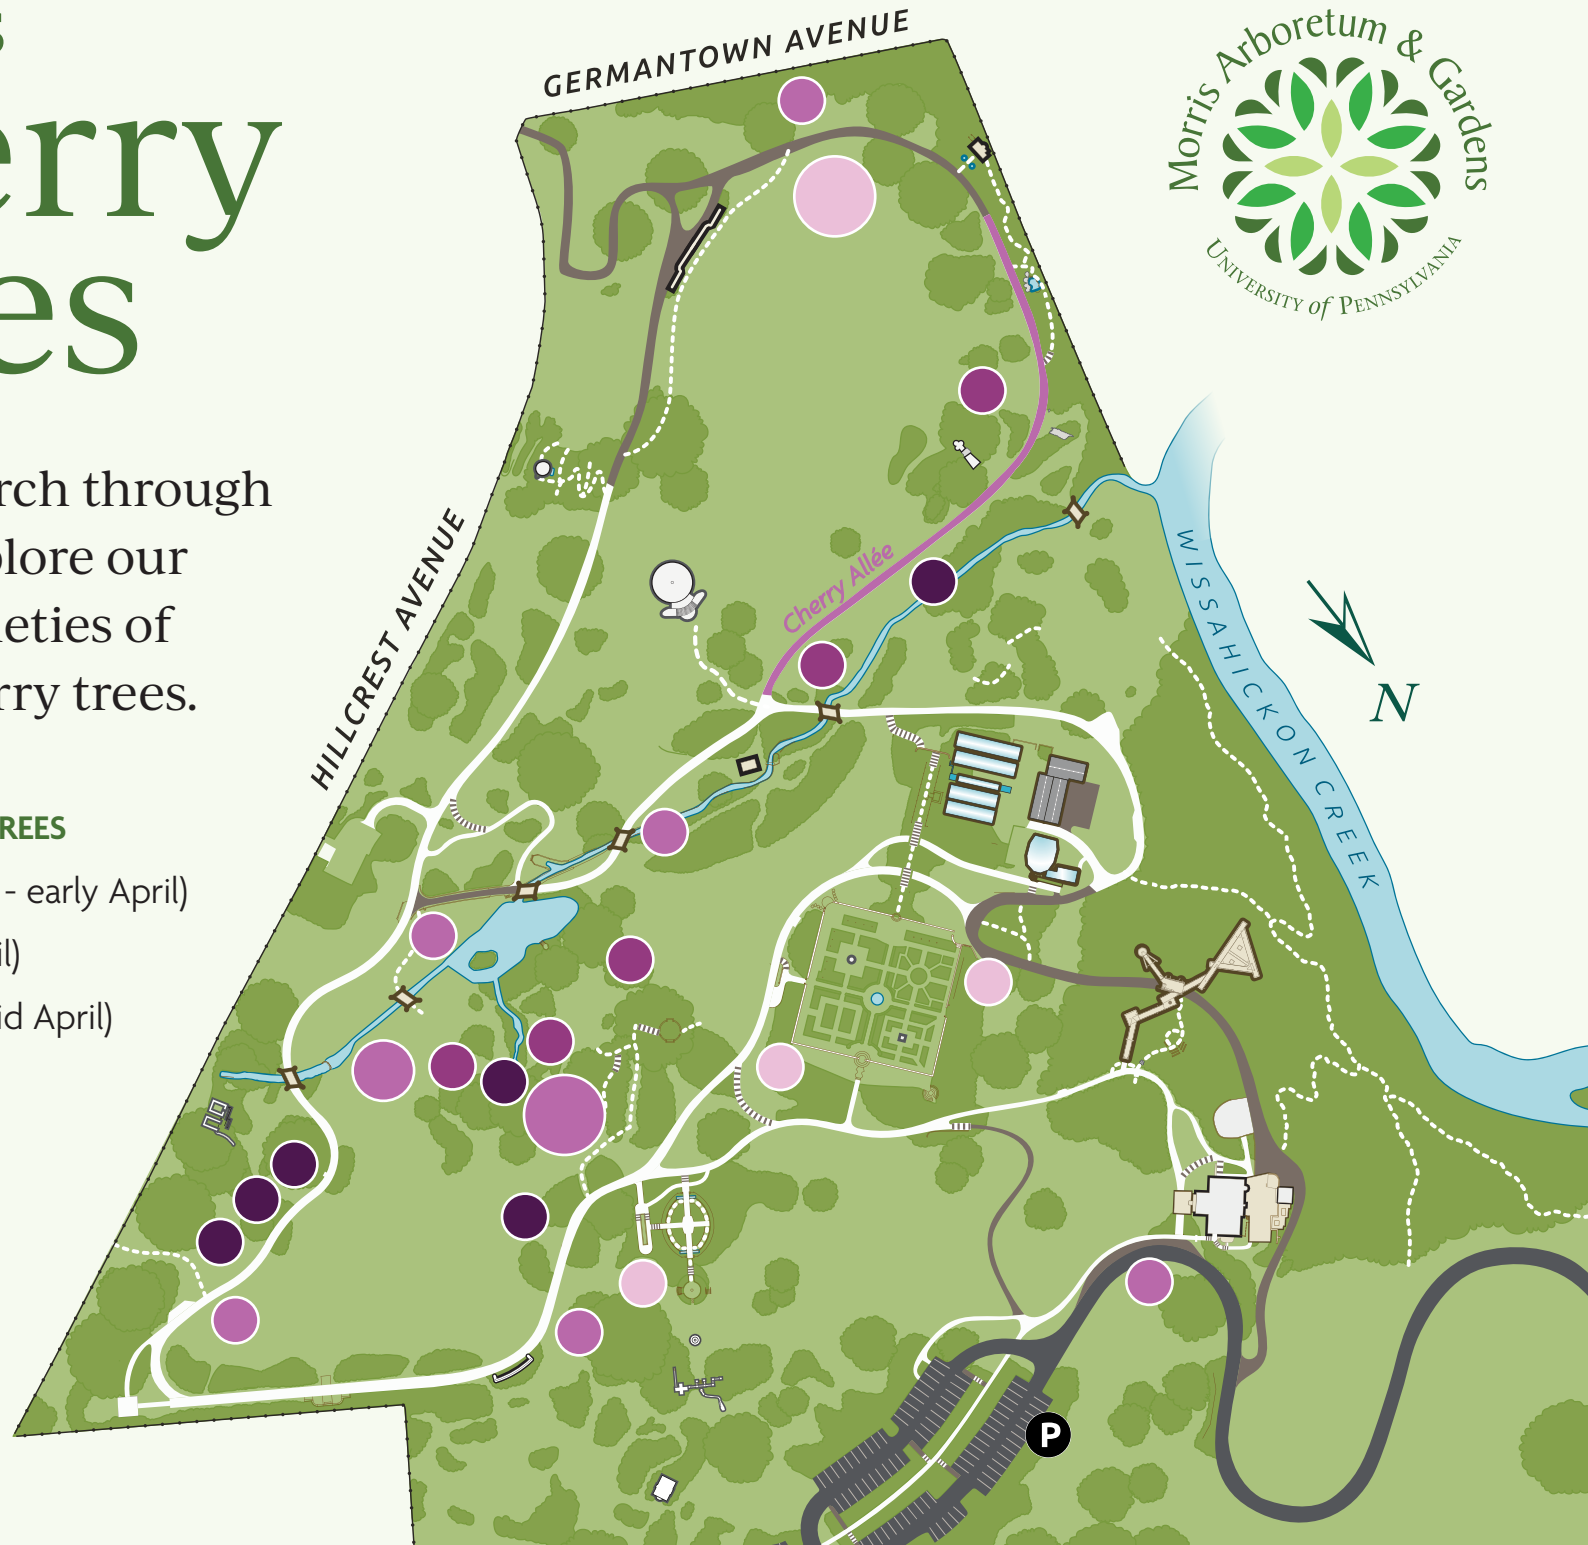 s
erry
es
rch through
plore our
ieties of
rry trees.
REES
- early April)
il)
id April)
GERMANTOWN AVENUE
HILLCREST AVENUE
Cherry Allée
WISSAHICKON CREEK
Morris Arboretum & Gardens
UNIVERSITY of PENNSYLVANIA
N
P